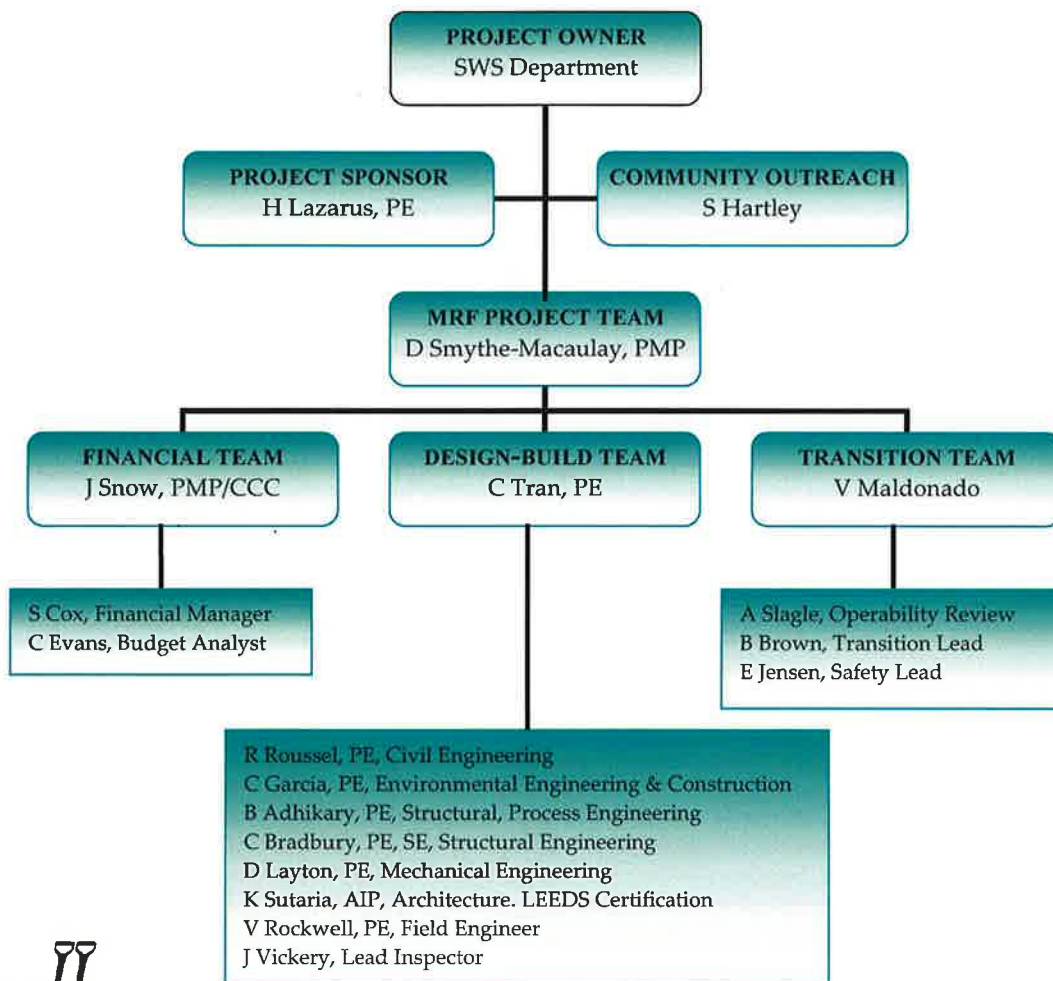 PROJECT OWNER
SWS Department
PROJECT SPONSOR
H Lazarus, PE
COMMUNITY OUTREACH
S Hartley
MRF PROJECT TEAM
D Smythe-Macaulay, PMP
FINANCIAL TEAM
J Snow, PMP/CCC
DESIGN-BUILD TEAM
C Tran, PE
TRANSITION TEAM
V Maldonado
S Cox, Financial Manager
C Evans, Budget Analyst
A Slagle, Operability Review
B Brown, Transition Lead
E Jensen, Safety Lead
R Roussel, PE, Civil Engineering
C Garcia, PE, Environmental Engineering & Construction
B Adhikary, PE, Structural, Process Engineering
C Bradbury, PE, SE, Structural Engineering
D Layton, PE, Mechanical Engineering
K Sutaria, AIP, Architecture. LEEDS Certification
V Rockwell, PE, Field Engineer
J Vickery, Lead Inspector